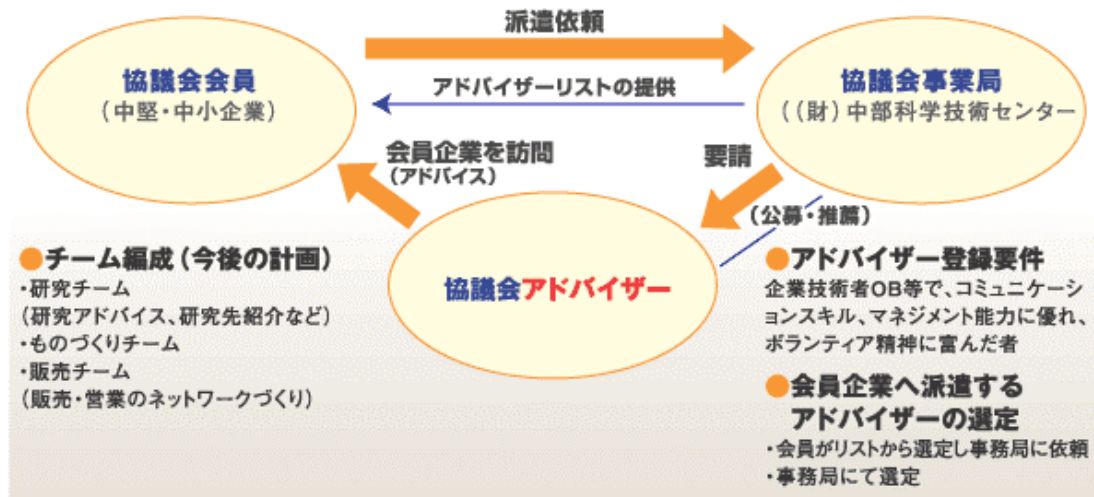 派遣依頼
協議会会員
(中堅・中小企業)
アドバイザーリストの提供
協議会事業局
((財)中部科学技術センター
会員企業を訪問
(アドバイス)
要請
(公募・推薦)
協議会アドバイザー
●チーム編成(今後の計画)
・研究チーム
(研究アドバイス、研究先紹介など)
・ものづくりチーム
・販売チーム
(販売・営業のネットワークづくり)
●アドバイザー登録要件
企業技術者OB等で、コミュニケーシ
ョンスキル、マネジメント能力に優れ、
ボランティア精神に富んだ者
●会員企業へ派遣する
アドバイザーの選定
・会員がリストから選定し事務局に依頼
・事務局にて選定